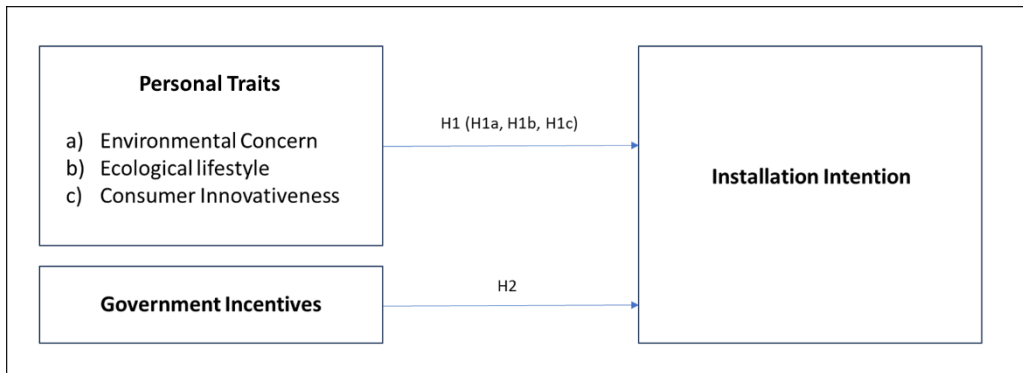 Personal Traits
a) Environmental Concern
b) Ecological lifestyle
c) Consumer Innovativeness
H1 (H1a, H1b, H1c)
Installation Intention
Government Incentives
H2